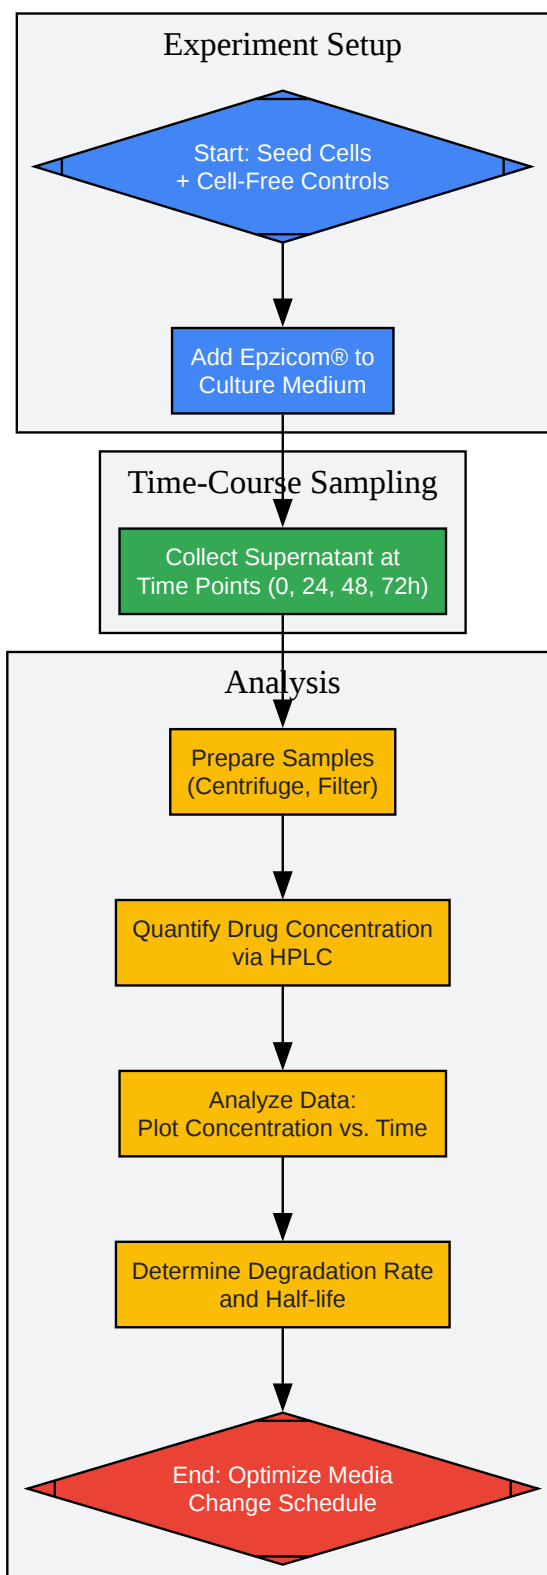 Experiment Setup
Start: Seed Cells
+ Cell-Free Controls
Add Epzicom® to
Culture Medium
Time-Course Sampling
Collect Supernatant at
Time Points (0, 24, 48, 72h)
Analysis
Prepare Samples
(Centrifuge, Filter)
Quantify Drug Concentration
via HPLC
Analyze Data:
Plot Concentration vs. Time
Determine Degradation Rate
and Half-life
End: Optimize Media
Change Schedule